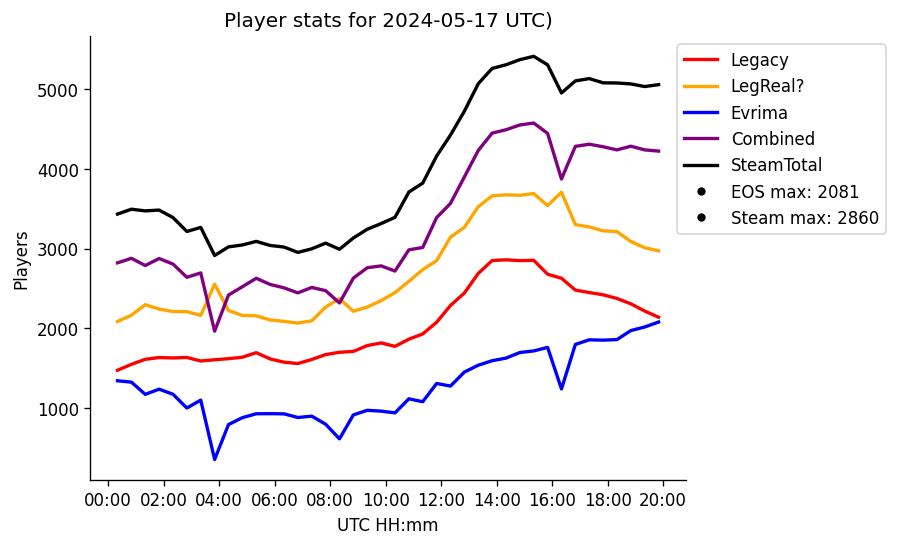 Player stats for 2024-05-17 UTC)
Legacy
LegReal?
Evrima
Combined
SteamTotal
EOS max: 2081
Steam max: 2860
Players
5000
4000
3000
2000
1000
00:00 02:00 04:00 06:00 08:00 10:00 12:00 14:00 16:00 18:00 20:00
UTC HH:mm